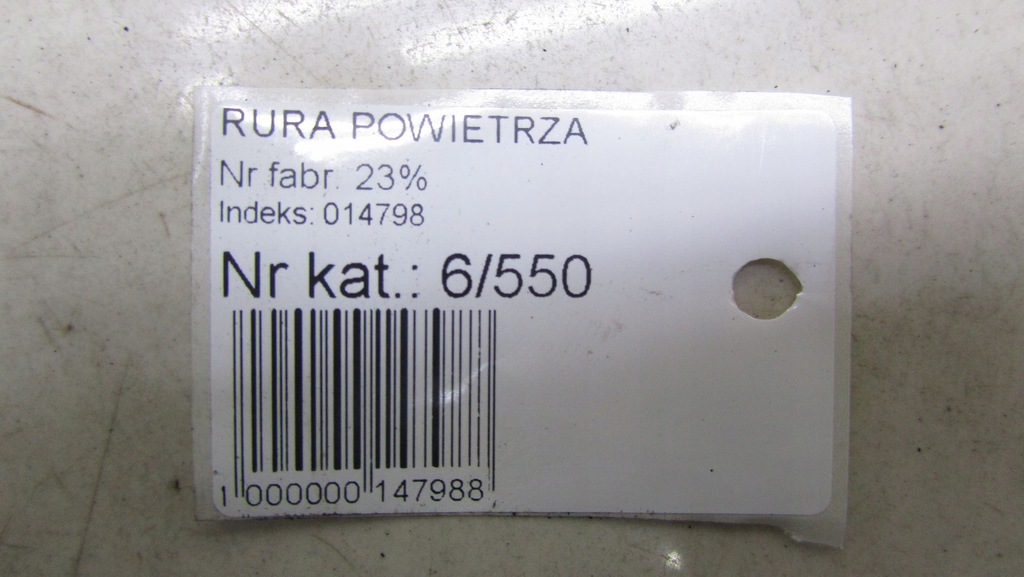 RURA POWIETRZA
Nr fabr. 23%
Indeks: 014798
Nr kat.: 6/550
1 000000 147988